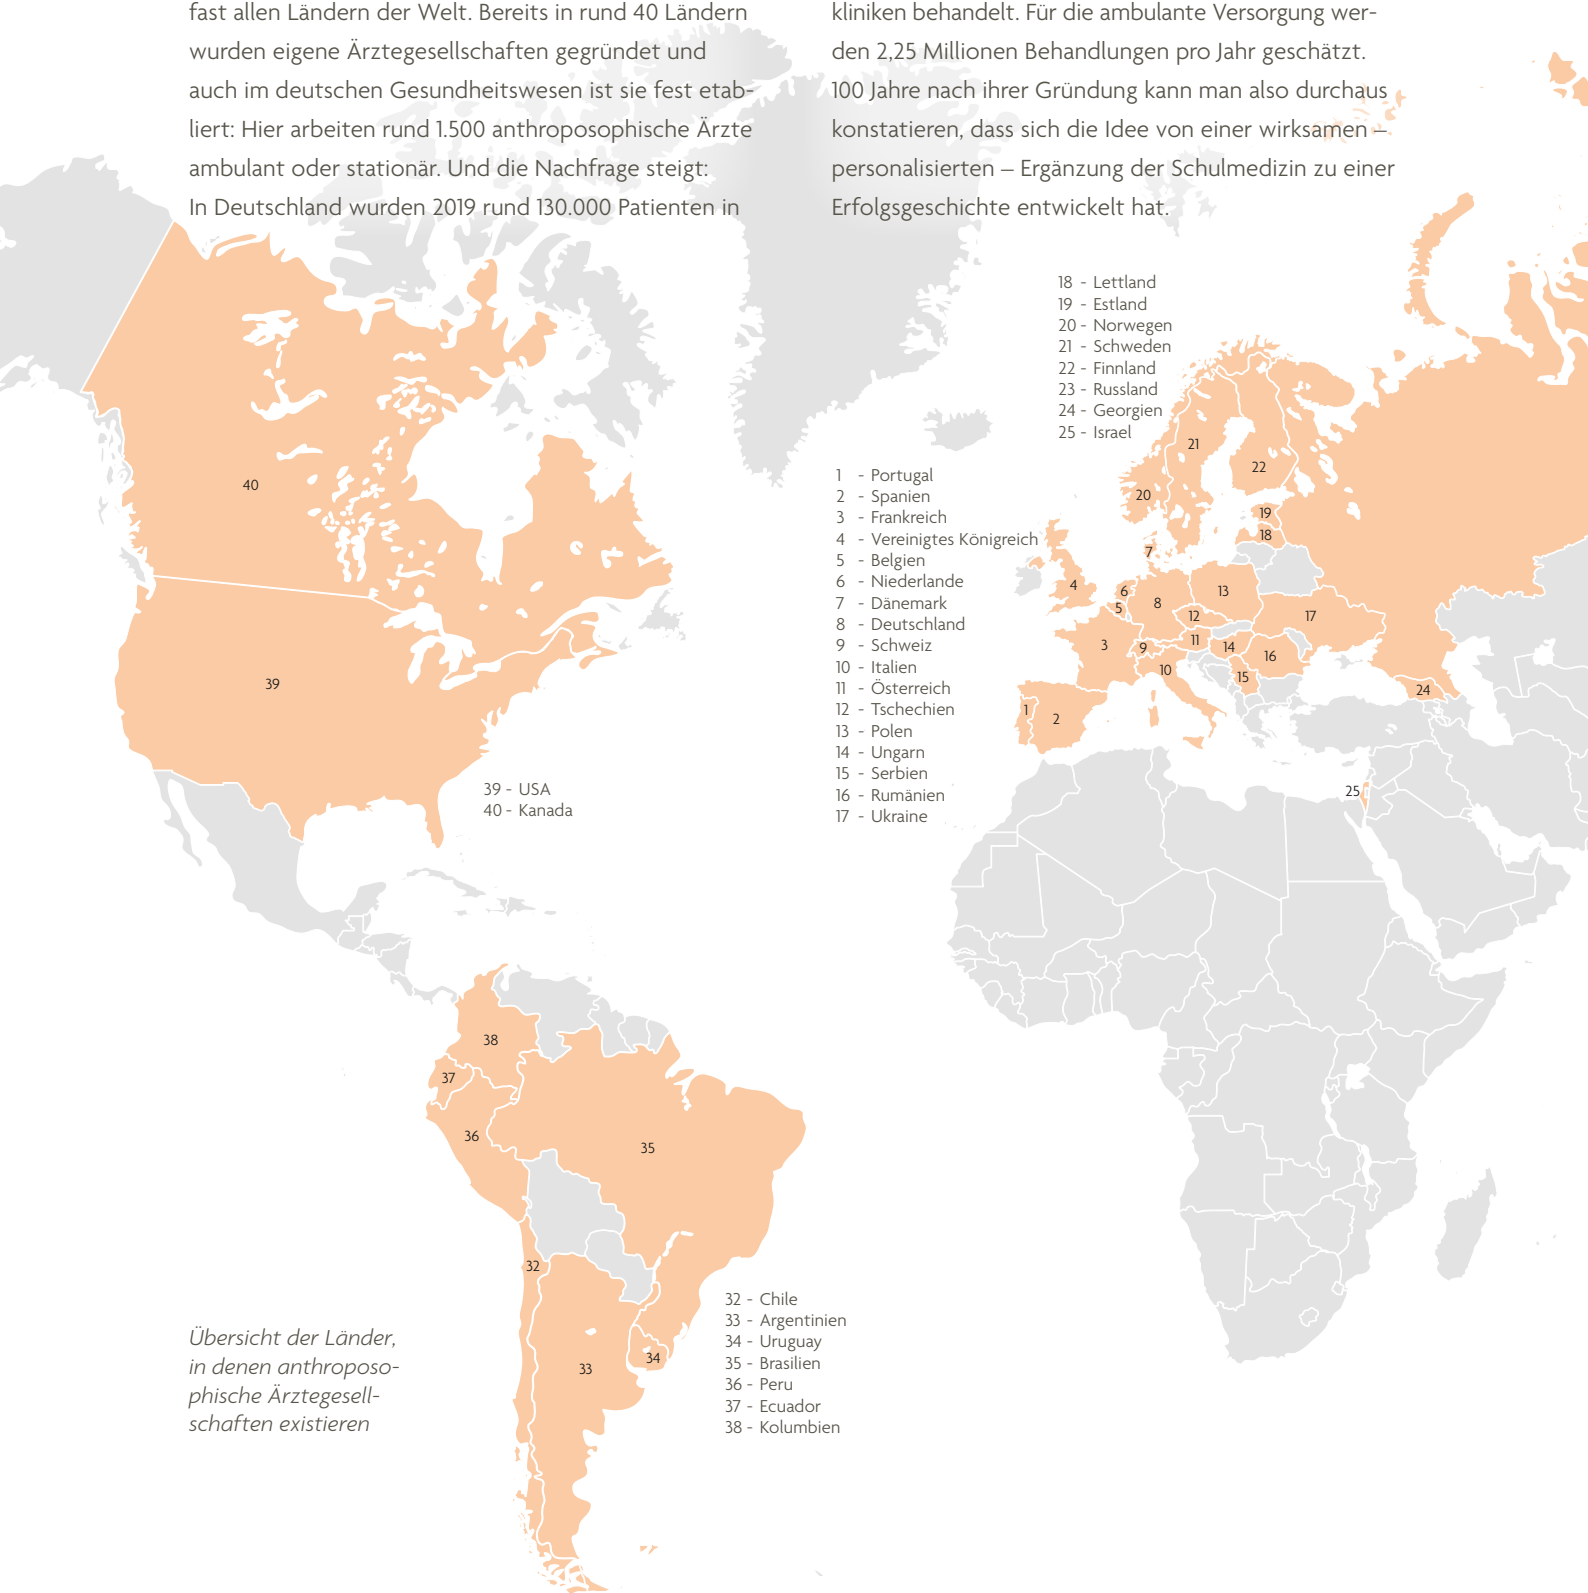 fast allen Ländern der Welt. Bereits in rund 40 Ländern
wurden eigene Ärztegesellschaften gegründet und
auch im deutschen Gesundheitswesen ist sie fest etab-
liert: Hier arbeiten rund 1.500 anthroposophische Ärzte
ambulant oder stationär. Und die Nachfrage steigt:
In Deutschland wurden 2019 rund 130.000 Patienten in
kliniken behandelt. Für die ambulante Versorgung wer-
den 2,25 Millionen Behandlungen pro Jahr geschätzt.
100 Jahre nach ihrer Gründung kann man also durchaus
konstatieren, dass sich die Idee von einer wirksamen –
personalisierten – Ergänzung der Schulmedizin zu einer
Erfolgsgeschichte entwickelt hat.
18 - Lettland
19 - Estland
20 - Norwegen
21 - Schweden
22 - Finnland
23 - Russland
24 - Georgien
25 - Israel
1 - Portugal
2 - Spanien
3 - Frankreich
4 - Vereinigtes Königreich
5 - Belgien
6 - Niederlande
7 - Dänemark
8 - Deutschland
9 - Schweiz
10 - Italien
11 - Österreich
12 - Tschechien
13 - Polen
14 - Ungarn
15 - Serbien
16 - Rumänien
17 - Ukraine
21
22
20
19
18
7
4
6
5
8
13
12
17
3
9
11
14
16
10
15
24
1
2
25
40
39
39 - USA
40 - Kanada
38
37
36
35
32
33
34
32 - Chile
33 - Argentinien
34 - Uruguay
35 - Brasilien
36 - Peru
37 - Ecuador
38 - Kolumbien
Übersicht der Länder,
in denen anthroposo-
phische Ärztegesell-
schaften existieren